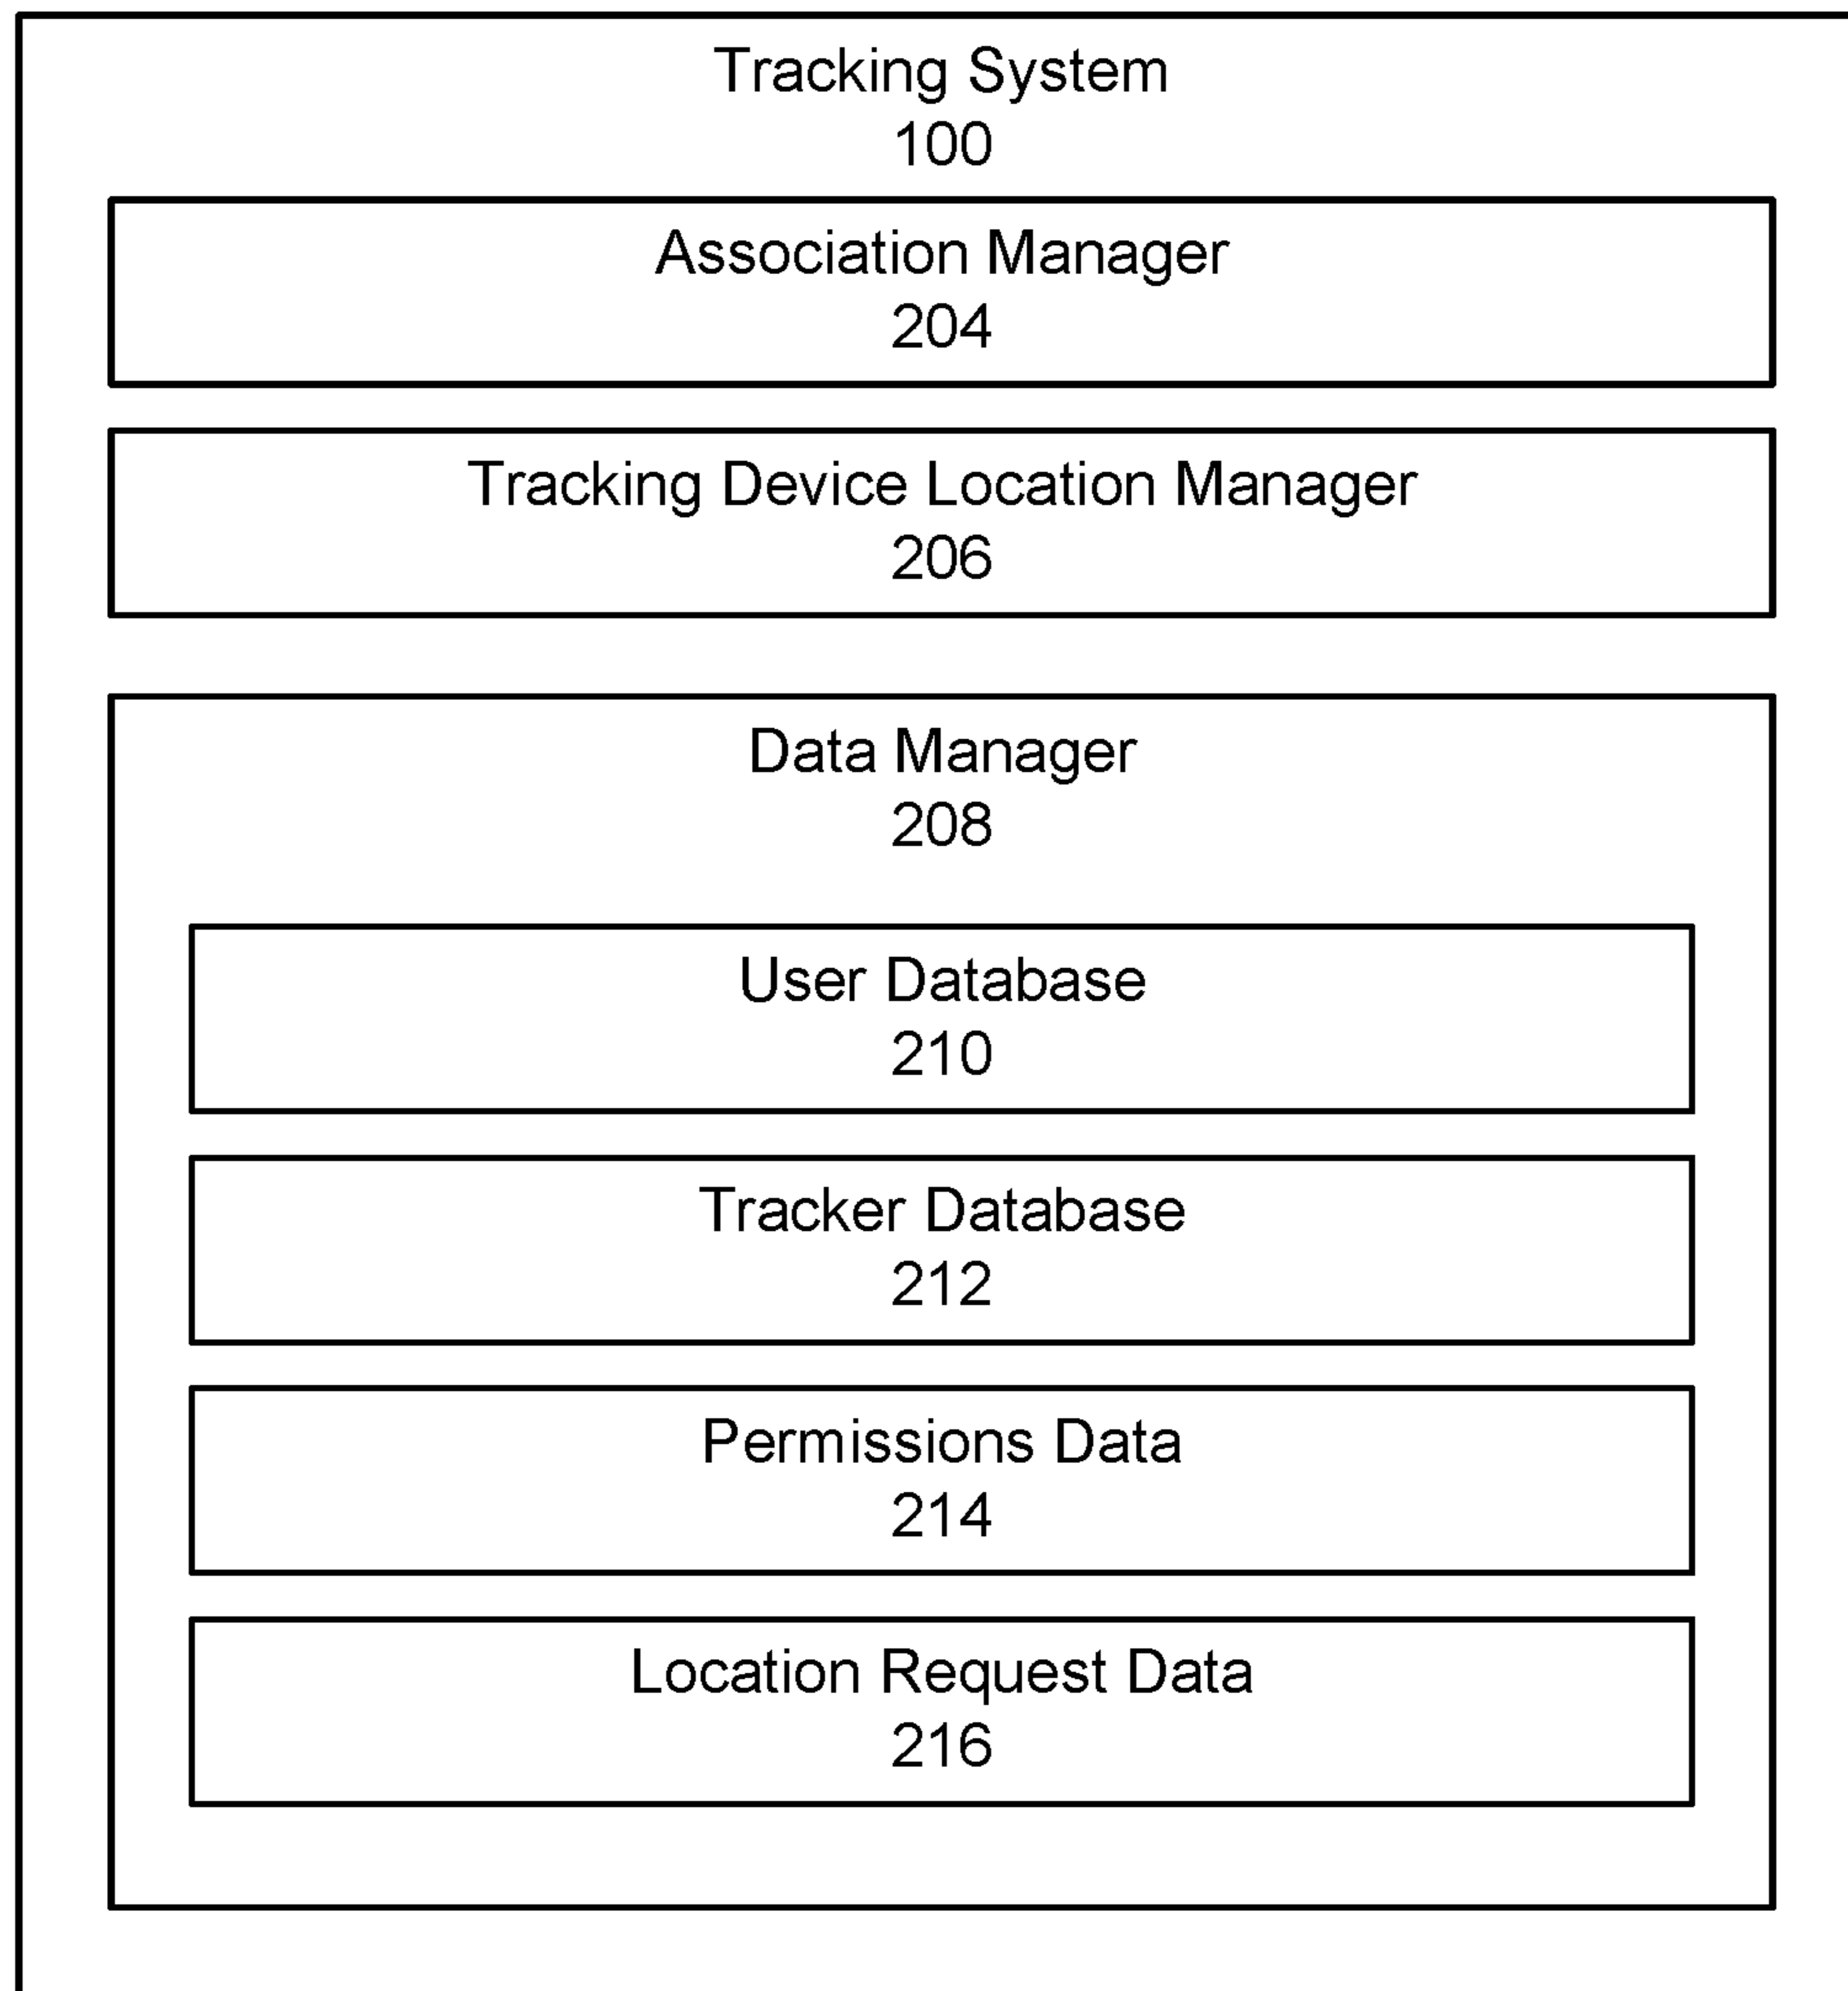 Tracking System
100
Association Manager
204
Tracking Device Location Manager
206
Data Manager
208
User Database
210
Tracker Database
212
Permissions Data
214
Location Request Data
216